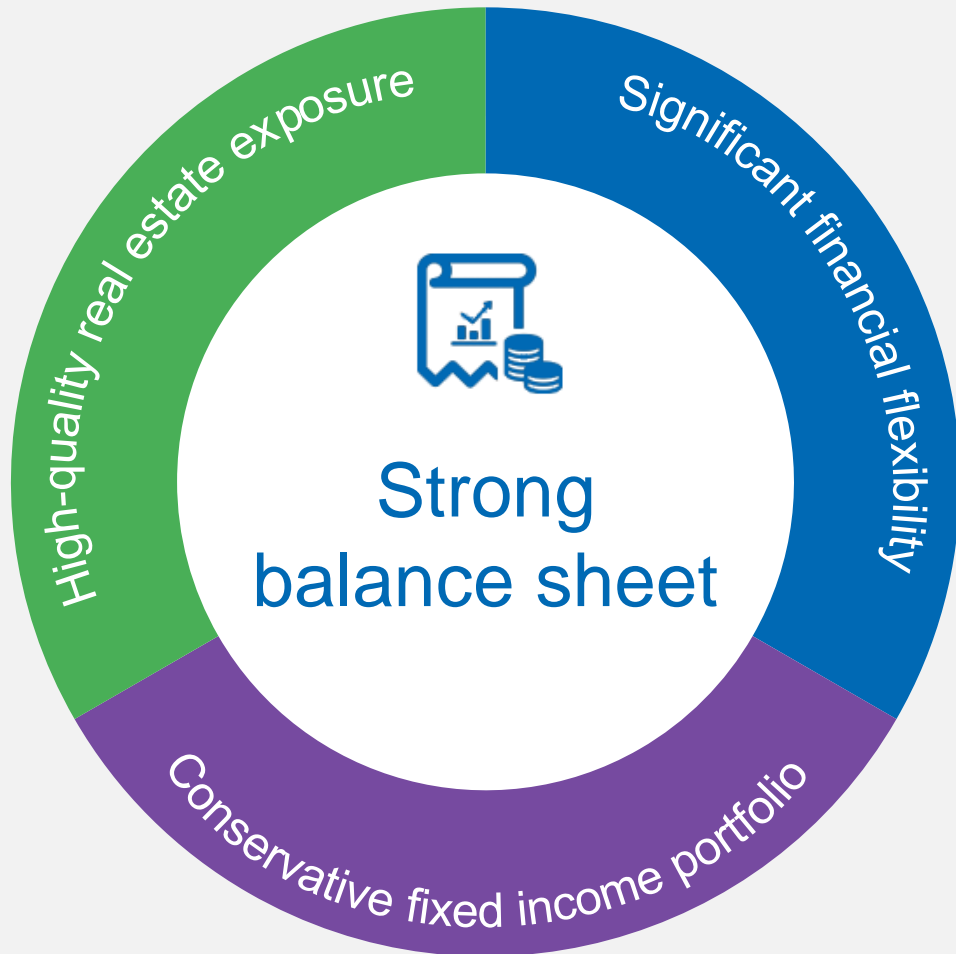 High-quality real estate exposure
Significant financial flexibility
Strong
balance sheet
Conservative fixed income portfolio